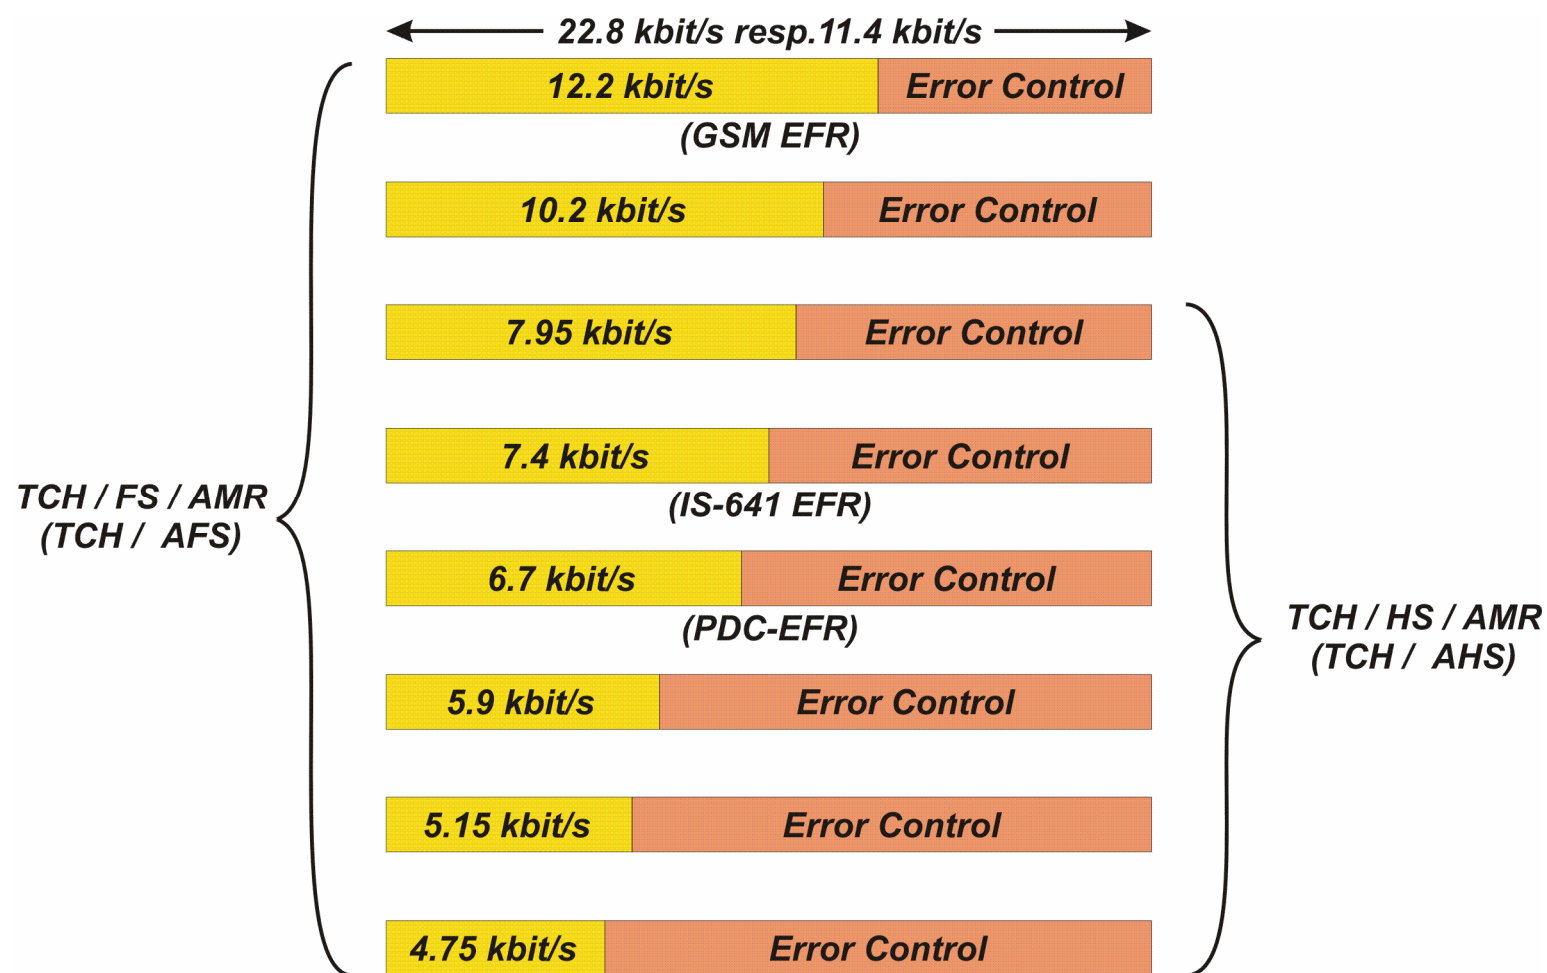 22.8 kbit/s resp.11.4 kbit/s
12.2 kbit/s Error Control
(GSM EFR)
10.2 kbit/s Error Control
7.95 kbit/s Error Control
7.4 kbit/s Error Control
(IS-641 EFR)
TCH / FS / AMR
(TCH / AFS)
6.7 kbit/s Error Control
(PDC-EFR)
TCH / HS / AMR
(TCH / AHS)
5.9 kbit/s Error Control
5.15 kbit/s Error Control
4.75 kbit/s Error Control